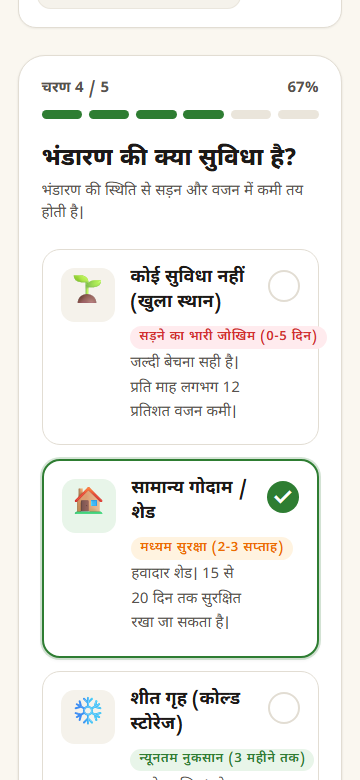 चरण 4 / 5
67%
भंडारण की क्या सुविधा है?
भंडारण की स्थिति से सड़न और वजन में कमी तय
होती है|
कोई सुविधा नहीं
(खुला स्थान)
सड़ने का भारी जोखिम (0-5 दिन)
जल्दी बेचना सही है|
प्रति माह लगभग 12
प्रतिशत वजन कमी|
सामान्य गोदाम /
शेड
मध्यम सुरक्षा (2-3 सप्ताह)
हवादार शेड| 15 से
20 दिन तक सुरक्षित
रखा जा सकता है|
शीत गृह (कोल्ड
स्टोरेज)
न्यूनतम नुकसान (3 महीने तक)